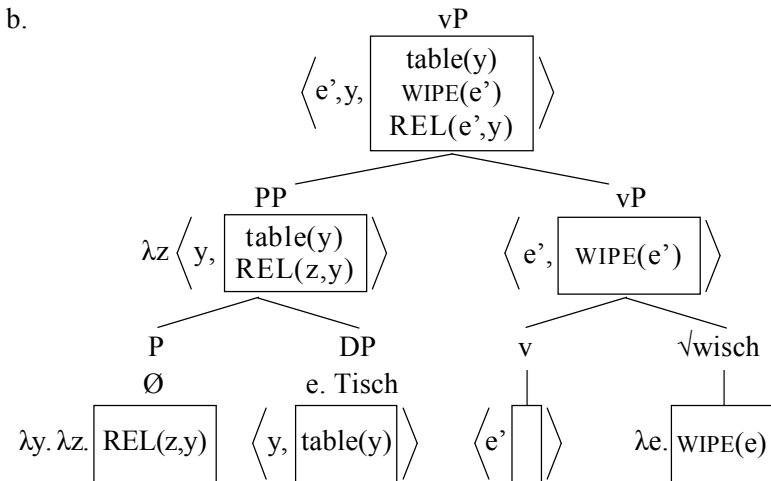 b.
vP
table(y)
⟨ e’,y, WIPE(e’) ⟩
REL(e’,y)
PP vP
λz ⟨ y, table(y) ⟩ ⟨ e’, WIPE(e’) ⟩
REL(z,y)
P DP v √wisch
Ø e. Tisch
λy. λz. REL(z,y) ⟨ y, table(y) ⟩ ⟨ e’ ⟩ λe. WIPE(e)